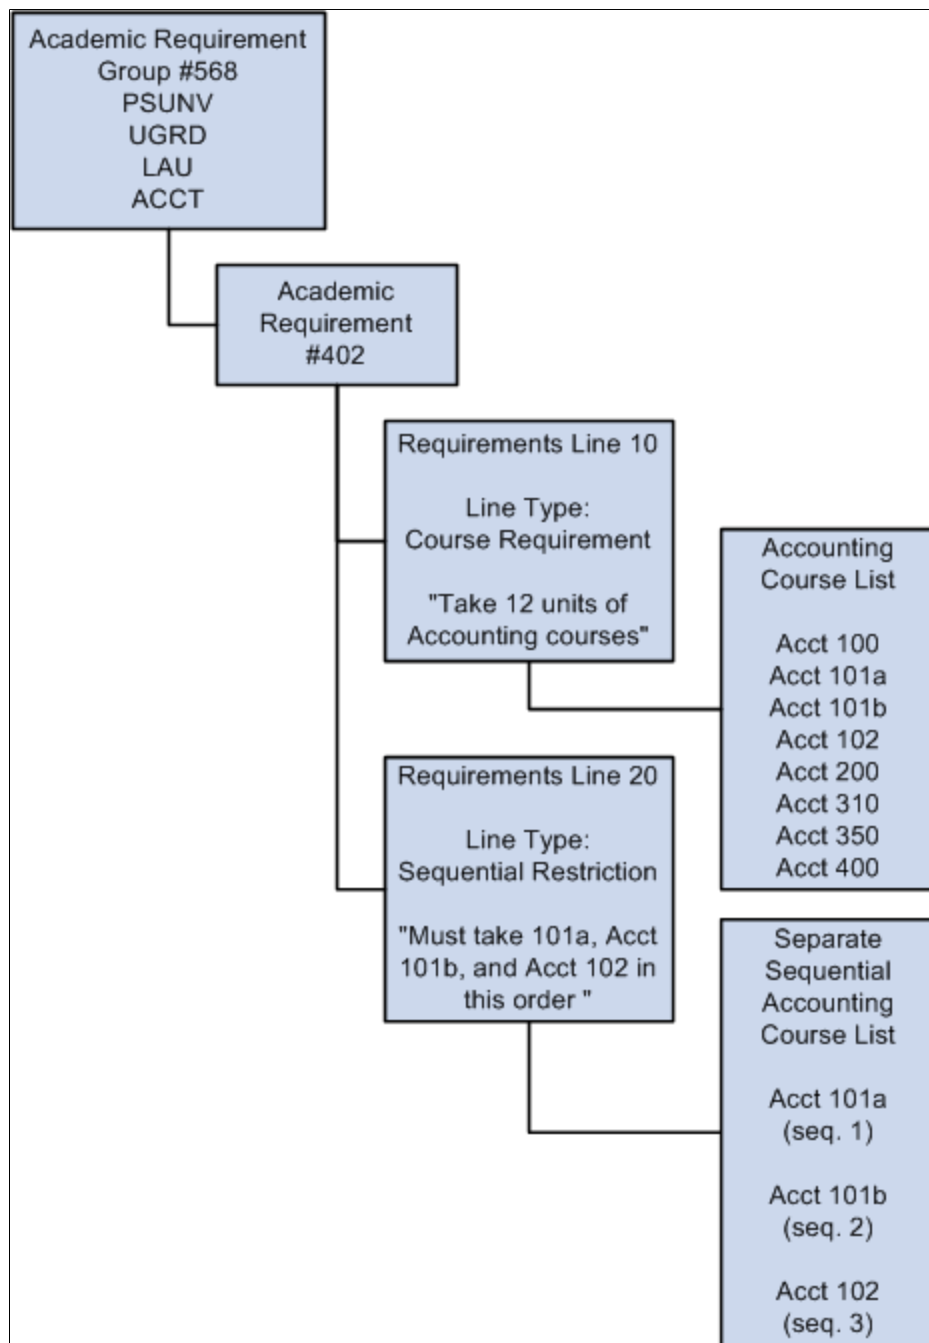 Academic Requirement
Group #568
PSUNV
UGRD
LAU
ACCT
Academic
Requirement
#402
Requirements Line 10
Line Type:
Course Requirement
"Take 12 units of
Accounting courses"
Accounting
Course List
Acct 100
Acct 101a
Acct 101b
Acct 102
Acct 200
Acct 310
Acct 350
Acct 400
Requirements Line 20
Line Type:
Sequential Restriction
"Must take 101a, Acct
101b, and Acct 102 in
this order "
Separate
Sequential
Accounting
Course List
Acct 101a
(seq. 1)
Acct 101b
(seq. 2)
Acct 102
(seq. 3)